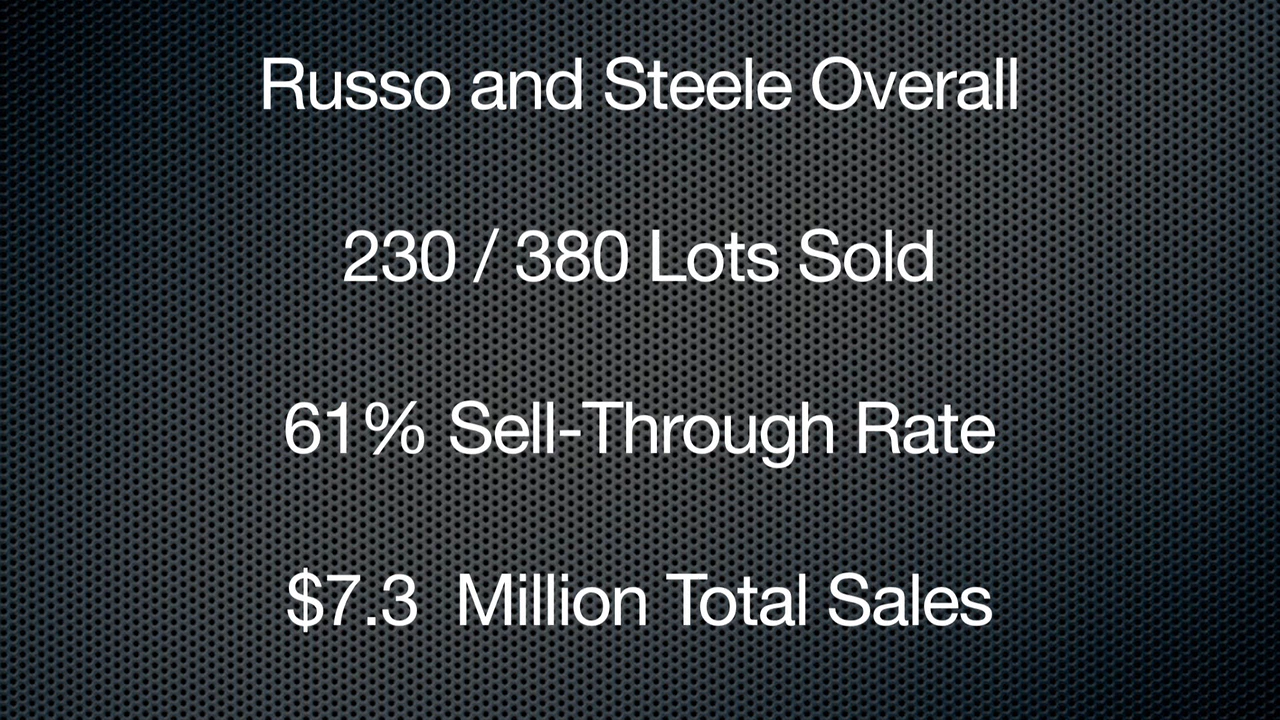 Russo and Steele Overall
230 / 380 Lots Sold
61% Sell-Through Rate
$7.3 Million Total Sales